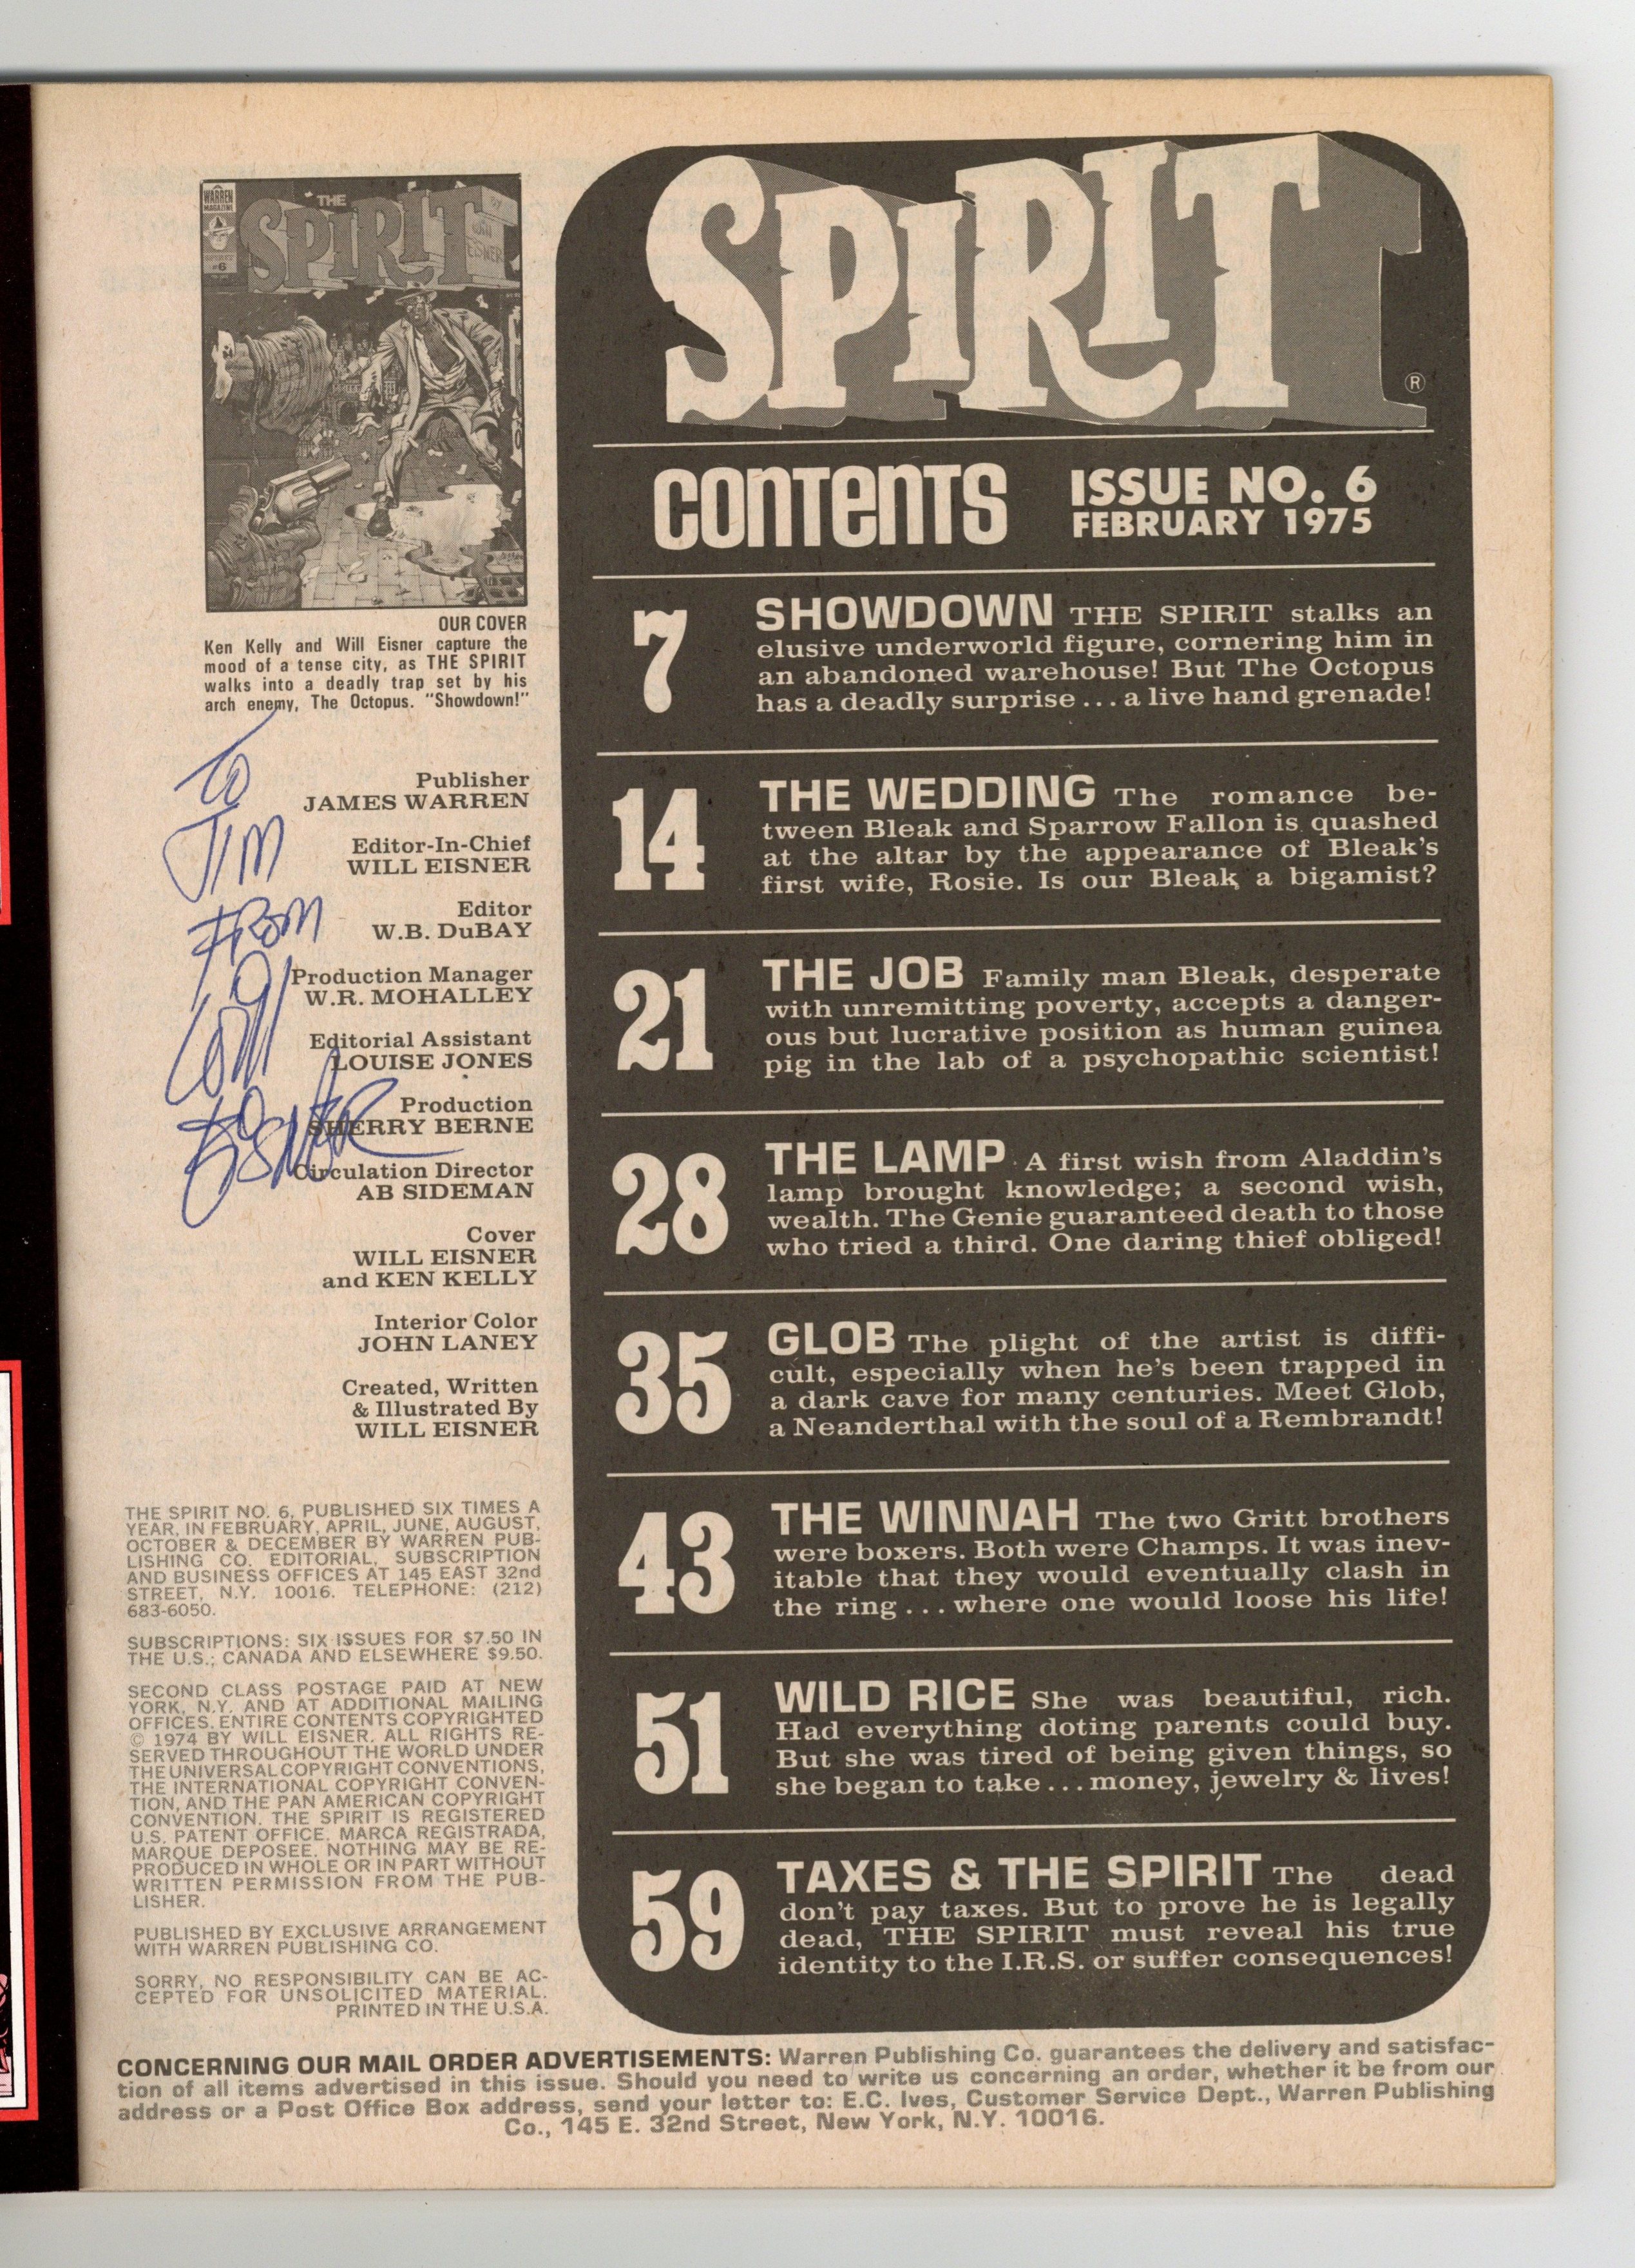 WARREN
MAGAZINE
THE
SPIRIT
WILL
EISNER
SPIRIT
#6
OUR COVER
Ken Kelly and Will Eisner capture the
mood of a tense city, as THE SPIRIT
walks into a deadly trap set by his
arch enemy, The Octopus. "Showdown!"
TO
JIM
FROM
Will
EISNER
Publisher
JAMES WARREN
Editor-In-Chief
WILL EISNER
Editor
W.B. DuBAY
Production Manager
W.R. MOHALLEY
Editorial Assistant
LOUISE JONES
Production
SHERRY BERNE
Circulation Director
AB SIDEMAN
Cover
WILL EISNER
and KEN KELLY
Interior Color
JOHN LANEY
Created, Written
& Illustrated By
WILL EISNER
THE SPIRIT NO. 6, PUBLISHED SIX TIMES A
YEAR, IN FEBRUARY, APRIL, JUNE, AUGUST,
OCTOBER & DECEMBER BY WARREN PUB-
LISHING CO. EDITORIAL, SUBSCRIPTION
AND BUSINESS OFFICES AT 145 EAST 32nd
STREET, N.Y. 10016. TELEPHONE: (212)
683-6050.
SUBSCRIPTIONS: SIX ISSUES FOR $7.50 IN
THE U.S.; CANADA AND ELSEWHERE $9.50.
SECOND CLASS POSTAGE PAID AT NEW
YORK, N.Y. AND AT ADDITIONAL MAILING
OFFICES. ENTIRE CONTENTS COPYRIGHTED
© 1974 BY WILL EISNER. ALL RIGHTS RE-
SERVED THROUGHOUT THE WORLD UNDER
THE UNIVERSAL COPYRIGHT CONVENTIONS,
THE INTERNATIONAL COPYRIGHT CONVEN-
TION, AND THE PAN AMERICAN COPYRIGHT
CONVENTION. THE SPIRIT IS REGISTERED
U.S. PATENT OFFICE. MARCA REGISTRADA,
MARQUE DEPOSEE. NOTHING MAY BE RE-
PRODUCED IN WHOLE OR IN PART WITHOUT
WRITTEN PERMISSION FROM THE PUB-
LISHER.
PUBLISHED BY EXCLUSIVE ARRANGEMENT
WITH WARREN PUBLISHING CO.
SORRY, NO RESPONSIBILITY CAN BE AC-
CEPTED FOR UNSOLICITED MATERIAL.
PRINTED IN THE U.S.A.
SPIRIT ®
CONTENTS
ISSUE NO. 6
FEBRUARY 1975
7
SHOWDOWN THE SPIRIT stalks an
elusive underworld figure, cornering him in
an abandoned warehouse! But The Octopus
has a deadly surprise ... a live hand grenade!
14
THE WEDDING The romance be-
tween Bleak and Sparrow Fallon is quashed
at the altar by the appearance of Bleak's
first wife, Rosie. Is our Bleak a bigamist?
21
THE JOB Family man Bleak, desperate
with unremitting poverty, accepts a danger-
ous but lucrative position as human guinea
pig in the lab of a psychopathic scientist!
28
THE LAMP A first wish from Aladdin's
lamp brought knowledge; a second wish,
wealth. The Genie guaranteed death to those
who tried a third. One daring thief obliged!
35
GLOB The plight of the artist is diffi-
cult, especially when he's been trapped in
a dark cave for many centuries. Meet Glob,
a Neanderthal with the soul of a Rembrandt!
43
THE WINNAH The two Gritt brothers
were boxers. Both were Champs. It was inev-
itable that they would eventually clash in
the ring ... where one would loose his life!
51
WILD RICE She was beautiful, rich.
Had everything doting parents could buy.
But she was tired of being given things, so
she began to take ... money, jewelry & lives!
59
TAXES & THE SPIRIT The dead
don't pay taxes. But to prove he is legally
dead, THE SPIRIT must reveal his true
identity to the I.R.S. or suffer consequences!
CONCERNING OUR MAIL ORDER ADVERTISEMENTS: Warren Publishing Co. guarantees the delivery and satisfac-
tion of all items advertised in this issue. Should you need to write us concerning an order, whether it be from our
address or a Post Office Box address, send your letter to: E.C. Ives, Customer Service Dept., Warren Publishing
Co., 145 E. 32nd Street, New York, N.Y. 10016.